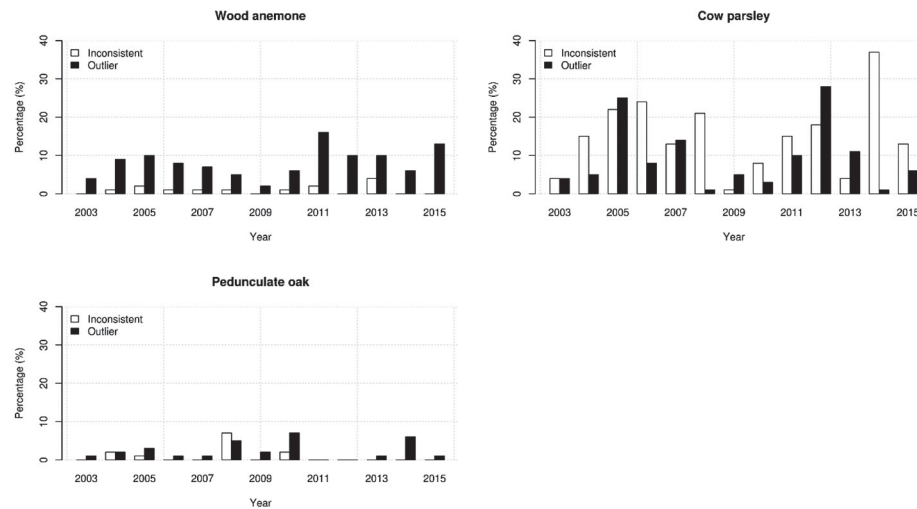 Wood anemone
Inconsistent
Outlier
Percentage (%)
40
30
20
10
0
2003 2005 2007 2009 2011 2013 2015
Year
Cow parsley
Inconsistent
Outlier
Percentage (%)
40
30
20
10
0
2003 2005 2007 2009 2011 2013 2015
Year
Pedunculate oak
Inconsistent
Outlier
Percentage (%)
40
30
20
10
0
2003 2005 2007 2009 2011 2013 2015
Year